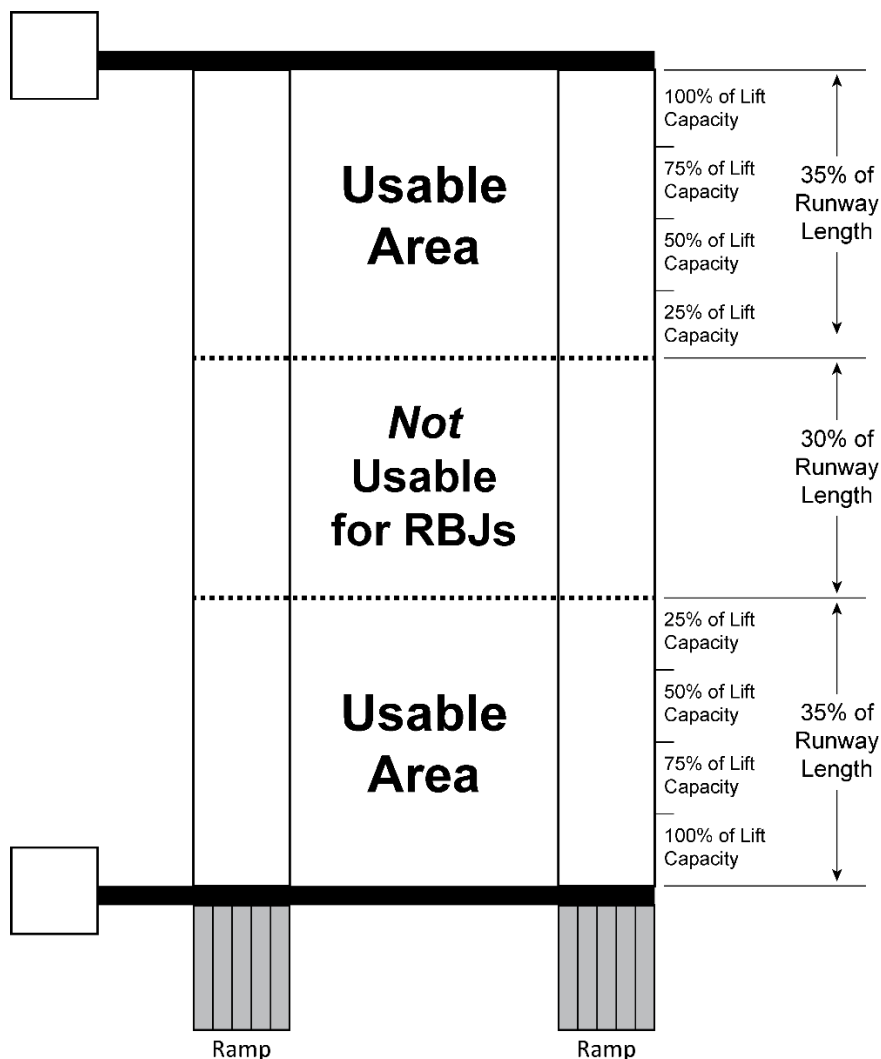 100% of Lift
Capacity
Usable
Area
75% of Lift
Capacity
35% of
Runway
Length
50% of Lift
Capacity
25% of Lift
Capacity
Not
Usable
for RBJs
30% of
Runway
Length
25% of Lift
Capacity
Usable
Area
50% of Lift
Capacity
35% of
Runway
Length
75% of Lift
Capacity
100% of Lift
Capacity
Ramp
Ramp